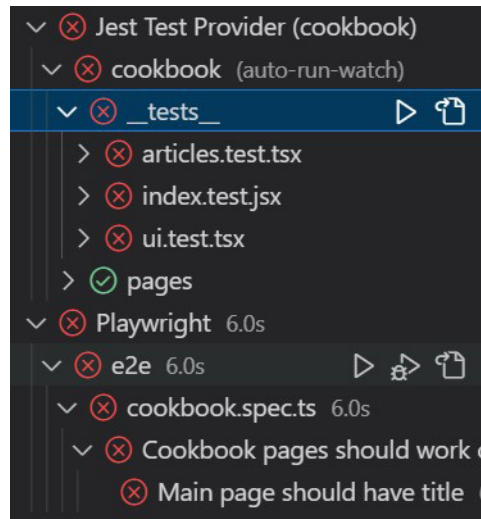 Jest Test Provider (cookbook)
cookbook (auto-run-watch)
__tests__
articles.test.tsx
index.test.jsx
ui.test.tsx
pages
Playwright 6.0s
e2e 6.0s
cookbook.spec.ts 6.0s
Cookbook pages should work
Main page should have title